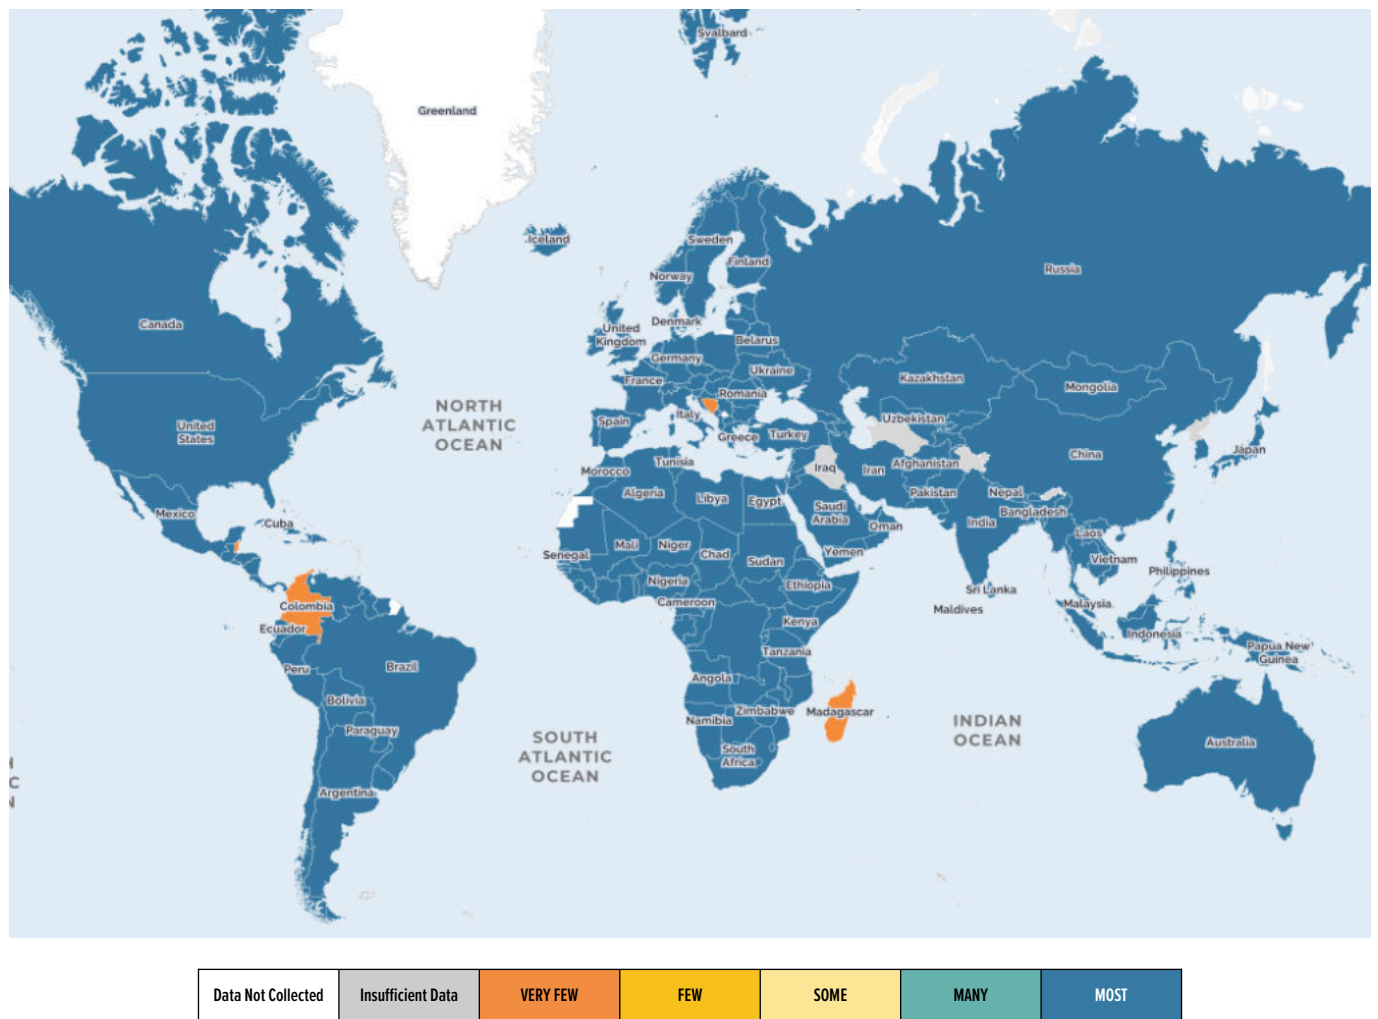 Svalbard
Greenland
Iceland
Sweden
Finland
Norway
Russia
Canada
United
Kingdom
Denmark
Belarus
Germany
Ukraine
France
Kazakhstan
Mongolia
Romania
NORTH
ATLANTIC
OCEAN
United
States
Italy
Spain
Greece
Turkey
Uzbekistan
China
Japan
Morocco
Tunisia
Iraq
Iran
Afghanistan
Algeria
Libya
Egypt
Pakistan
Nepal
Mexico
Cuba
Saudi
Arabia
Oman
India
Bangladesh
Laos
Senegal
Mali
Niger
Chad
Sudan
Yemen
Vietnam
Philippines
Nigeria
Ethiopia
Sri Lanka
Colombia
Cameroon
Maldives
Malaysia
Ecuador
Kenya
Indonesia
Peru
Brazil
Tanzania
Papua New
Guinea
Angola
Bolivia
Zimbabwe
Madagascar
Namibia
Paraguay
INDIAN
OCEAN
SOUTH
ATLANTIC
OCEAN
South
Africa
Australia
Argentina
C
Data Not Collected
Insufficient Data
VERY FEW
FEW
SOME
MANY
MOST